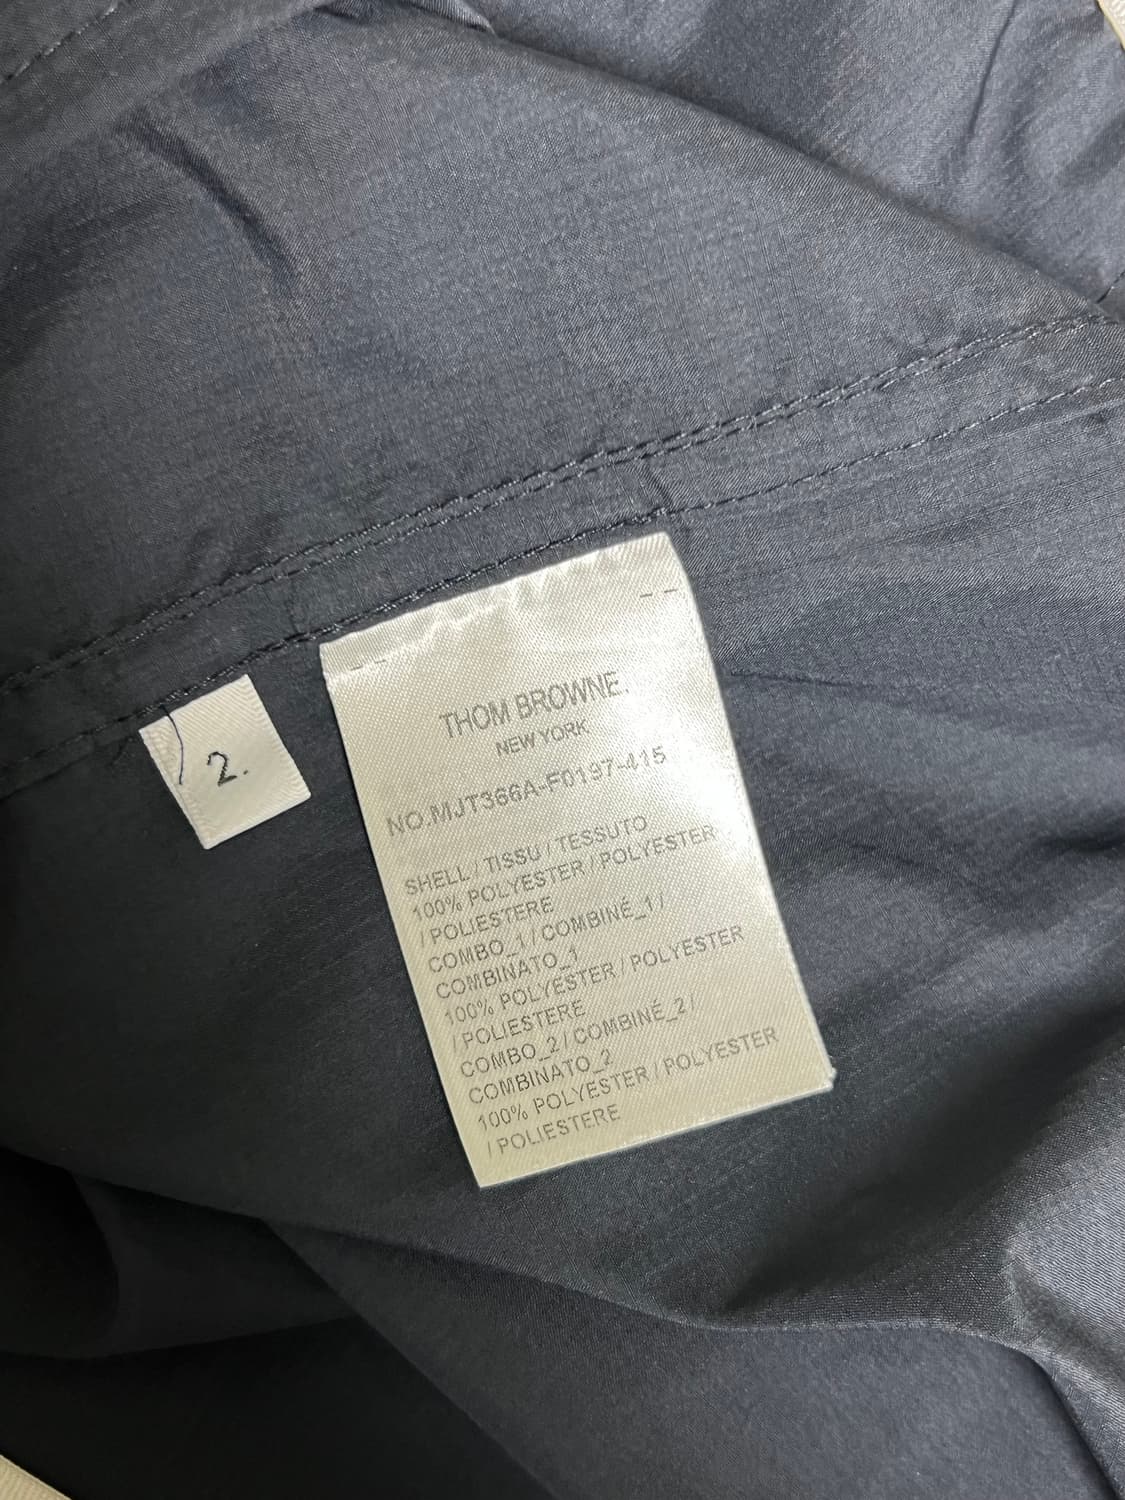 2.
THOM BROWNE.
NEW YORK
NO.MJT366A-F0197-415
SHELL / TISSU / TESSUTO
100% POLYESTER / POLYESTER
/ POLIESTERE
COMBO_1 / COMBINÉ_1 /
COMBINATO_1
100% POLYESTER / POLYESTER
/ POLIESTERE
COMBO_2 / COMBINÉ_2 /
COMBINATO_2
100% POLYESTER / POLYESTER
/ POLIESTERE